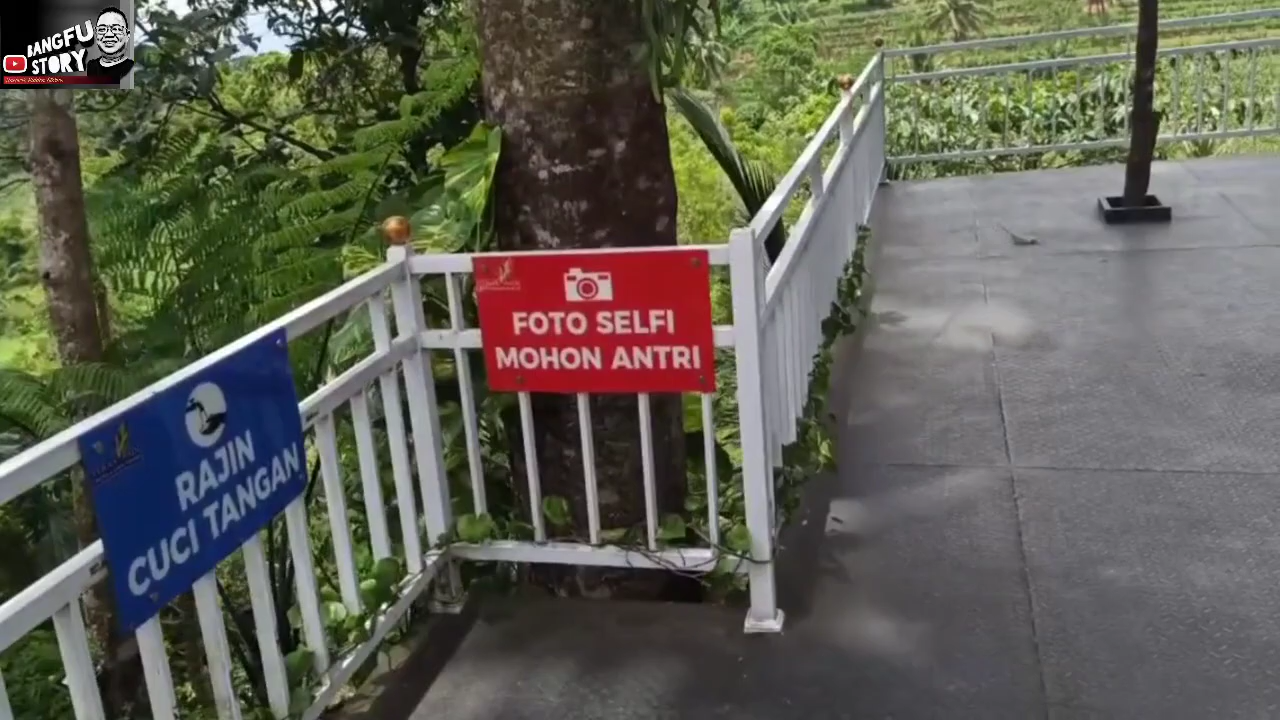 BANGFU
STORY
FOTO SELFI
MOHON ANTRI
RAJIN
CUCI TANGAN